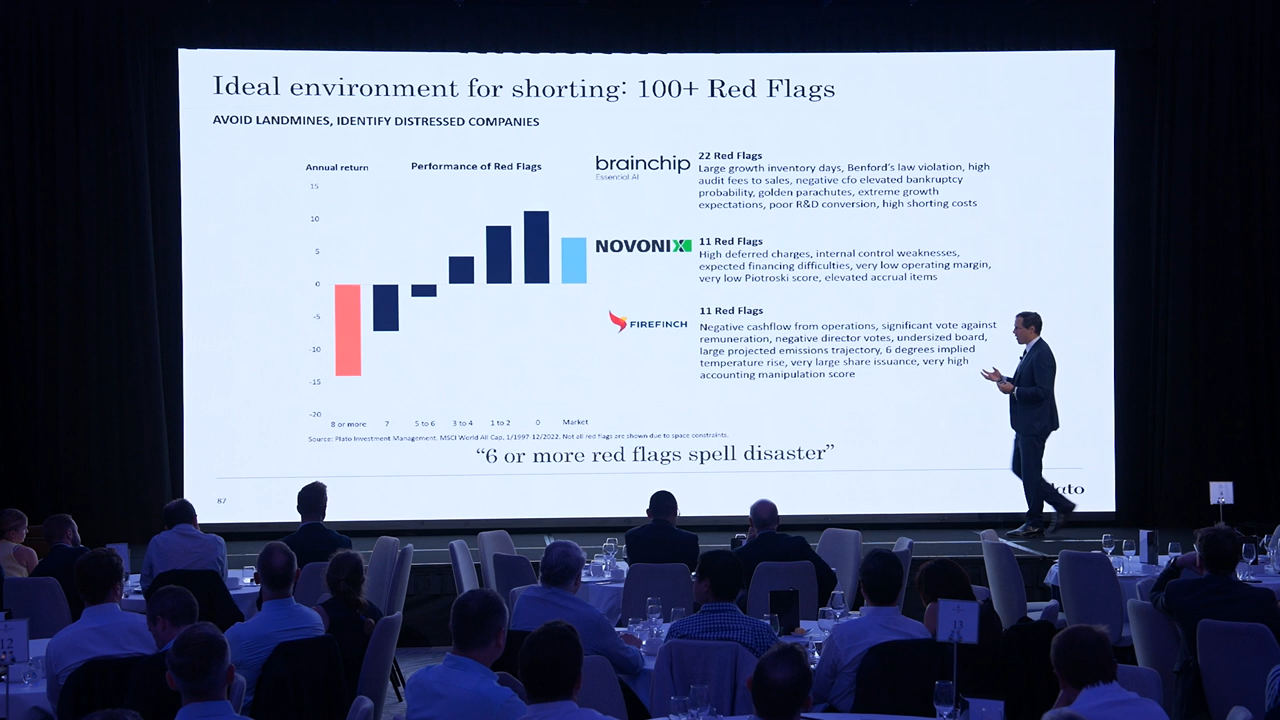 Ideal environment for shorting: 100+ Red Flags
AVOID LANDMINES, IDENTIFY DISTRESSED COMPANIES
Annual return
Performance of Red Flags
15
10
5
0
-5
-10
-15
-20
8 or more
7
5 to 6
3 to 4
1 to 2
0
Market
Source: Plato Investment Management, MSCI World All Cap, 1/1997-12/2022. Not all red flags are shown due to space constraints.
brainchip
Essential AI
22 Red Flags
Large growth inventory days, Benford's law violation, high
audit fees to sales, negative cfo elevated bankruptcy
probability, golden parachutes, extreme growth
expectations, poor R&D conversion, high shorting costs
NOVONIX
11 Red Flags
High deferred charges, internal control weaknesses,
expected financing difficulties, very low operating margin,
very low Piotroski score, elevated accrual items
FIREFINCH
11 Red Flags
Negative cashflow from operations, significant vote against
remuneration, negative director votes, undersized board,
large projected emissions trajectory, 6 degrees implied
temperature rise, very large share issuance, very high
accounting manipulation score
“6 or more red flags spell disaster”
87
lato
13
12